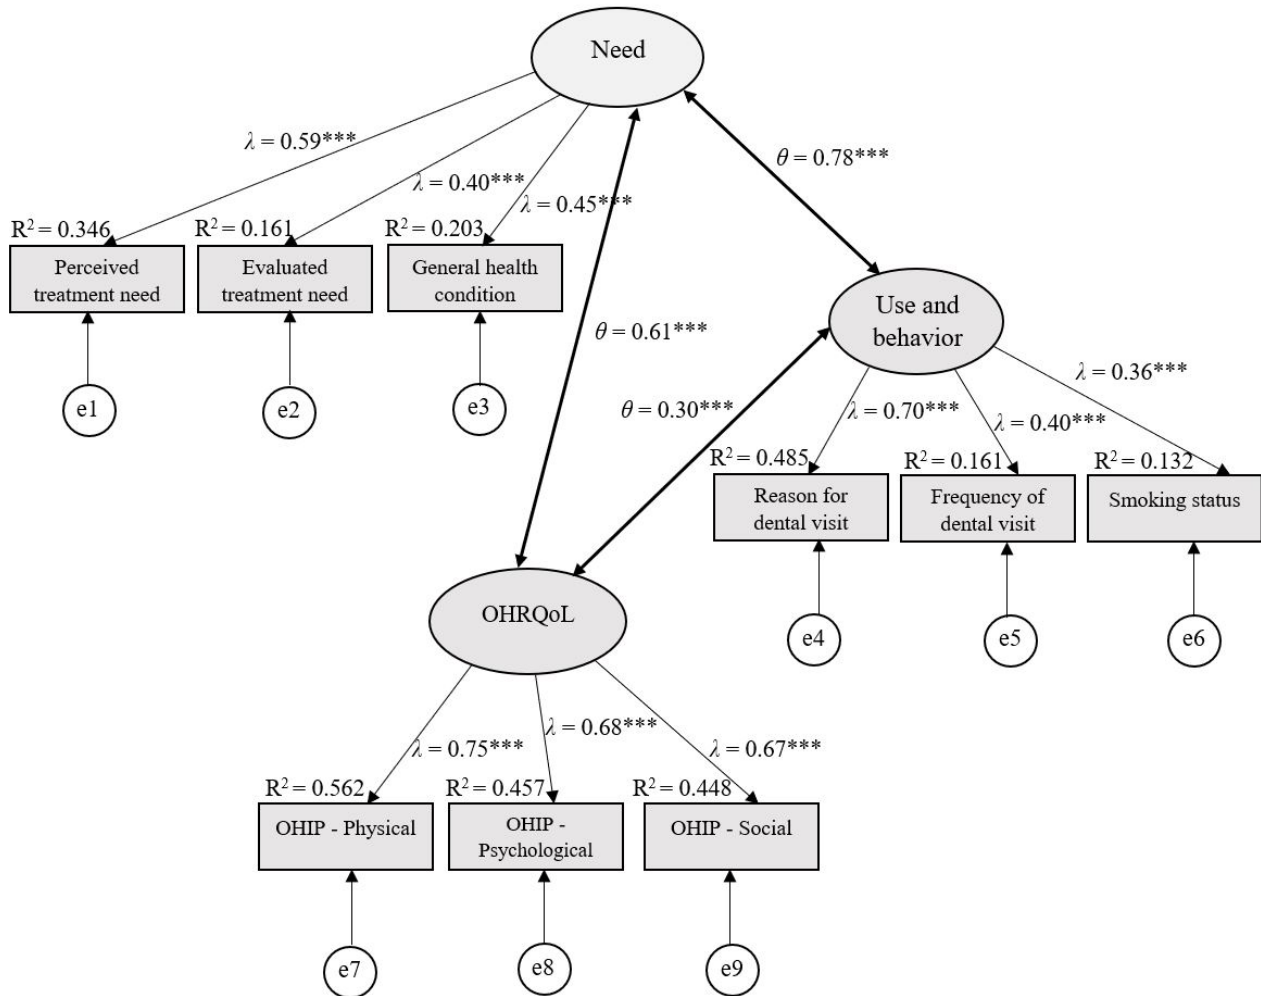 Need
λ = 0.59***
θ = 0.78***
λ = 0.40***
λ = 0.45***
R² = 0.346
R² = 0.161
R² = 0.203
Perceived
treatment need
Evaluated
treatment need
General health
condition
Use and
behavior
θ = 0.61***
e1
e2
e3
λ = 0.36***
θ = 0.30***
λ = 0.70***
λ = 0.40***
R² = 0.485
R² = 0.161
R² = 0.132
Reason for
dental visit
Frequency of
dental visit
Smoking status
OHRQoL
e4
e5
e6
λ = 0.75***
λ = 0.68***
λ = 0.67***
R² = 0.562
R² = 0.457
R² = 0.448
OHIP - Physical
OHIP -
Psychological
OHIP - Social
e7
e8
e9